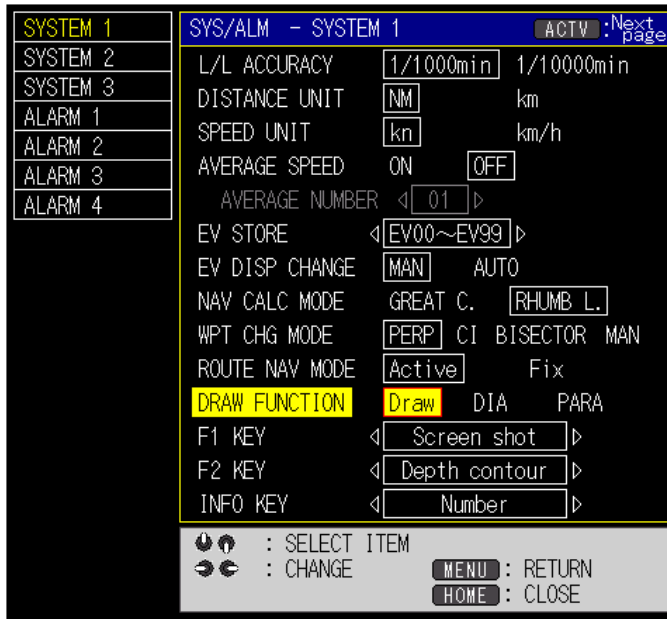 SYSTEM 1
SYSTEM 2
SYSTEM 3
ALARM 1
ALARM 2
ALARM 3
ALARM 4
SYS/ALM - SYSTEM 1 ACTV :Next page
L/L ACCURACY 1/1000min 1/10000min
DISTANCE UNIT NM km
SPEED UNIT kn km/h
AVERAGE SPEED ON OFF
AVERAGE NUMBER 01
EV STORE EV00～EV99
EV DISP CHANGE MAN AUTO
NAV CALC MODE GREAT C. RHUMB L.
WPT CHG MODE PERP CI BISECTOR MAN
ROUTE NAV MODE Active Fix
DRAW FUNCTION Draw DIA PARA
F1 KEY Screen shot
F2 KEY Depth contour
INFO KEY Number
: SELECT ITEM
: CHANGE MENU : RETURN
HOME : CLOSE